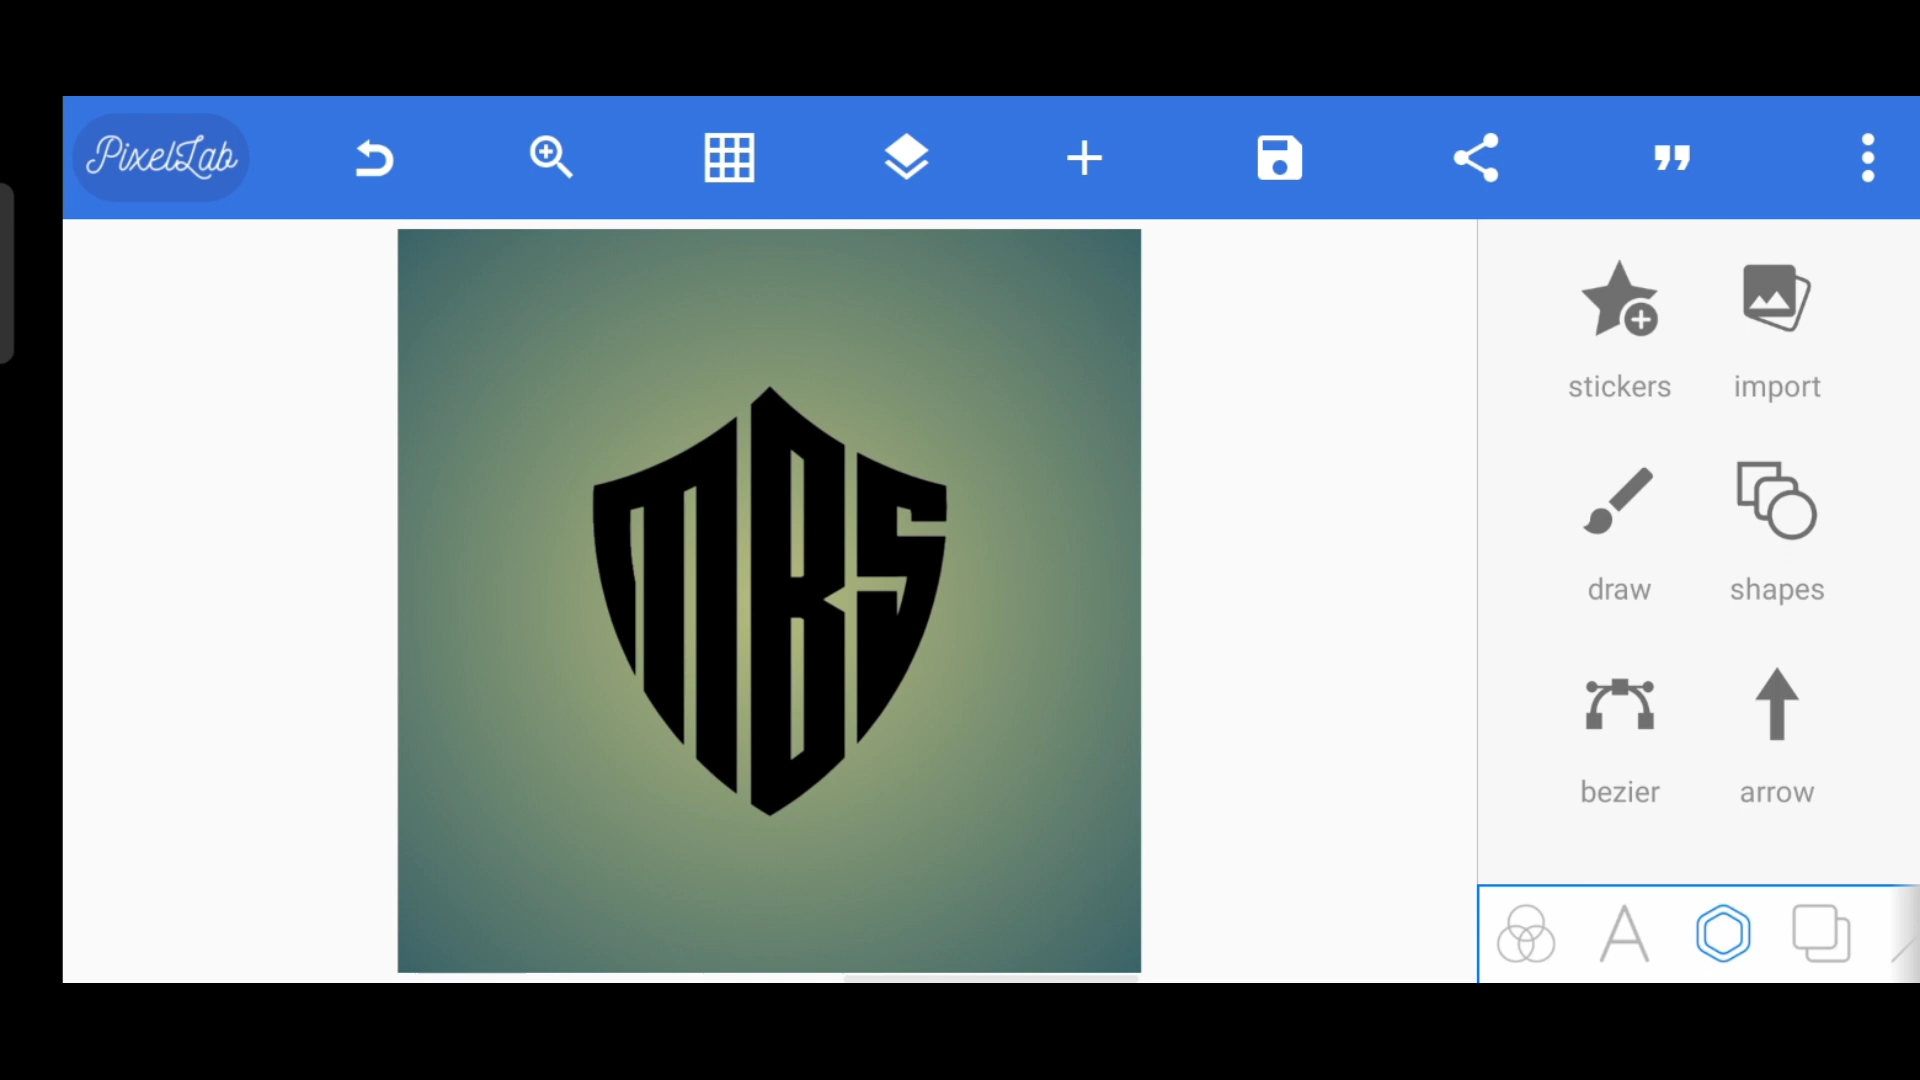 PixelLab
MBS
stickers
import
draw
shapes
bezier
arrow